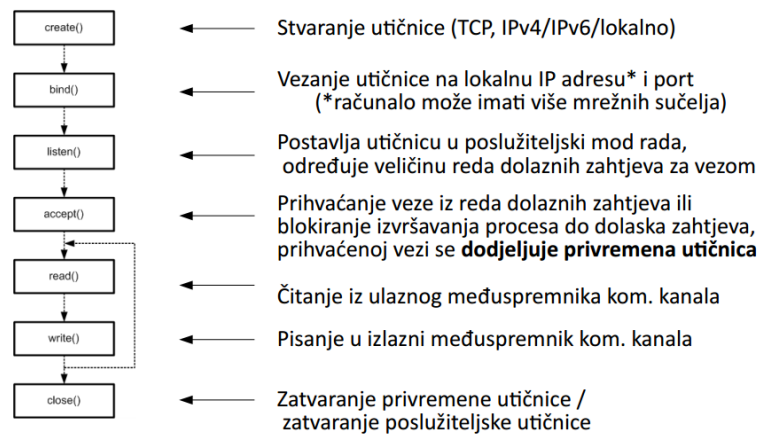 create()
Stvaranje utičnice (TCP, IPv4/IPv6/lokalno)
bind()
Vezanje utičnice na lokalnu IP adresu* i port
(*računalo može imati više mrežnih sučelja)
listen()
Postavlja utičnicu u poslužiteljski mod rada,
određuje veličinu reda dolaznih zahtjeva za vezom
accept()
Prihvaćanje veze iz reda dolaznih zahtjeva ili
blokiranje izvršavanja procesa do dolaska zahtjeva,
prihvaćenoj vezi se dodjeljuje privremena utičnica
read()
Čitanje iz ulaznog međuspremnika kom. kanala
write()
Pisanje u izlazni međuspremnik kom. kanala
close()
Zatvaranje privremene utičnice /
zatvaranje poslužiteljske utičnice